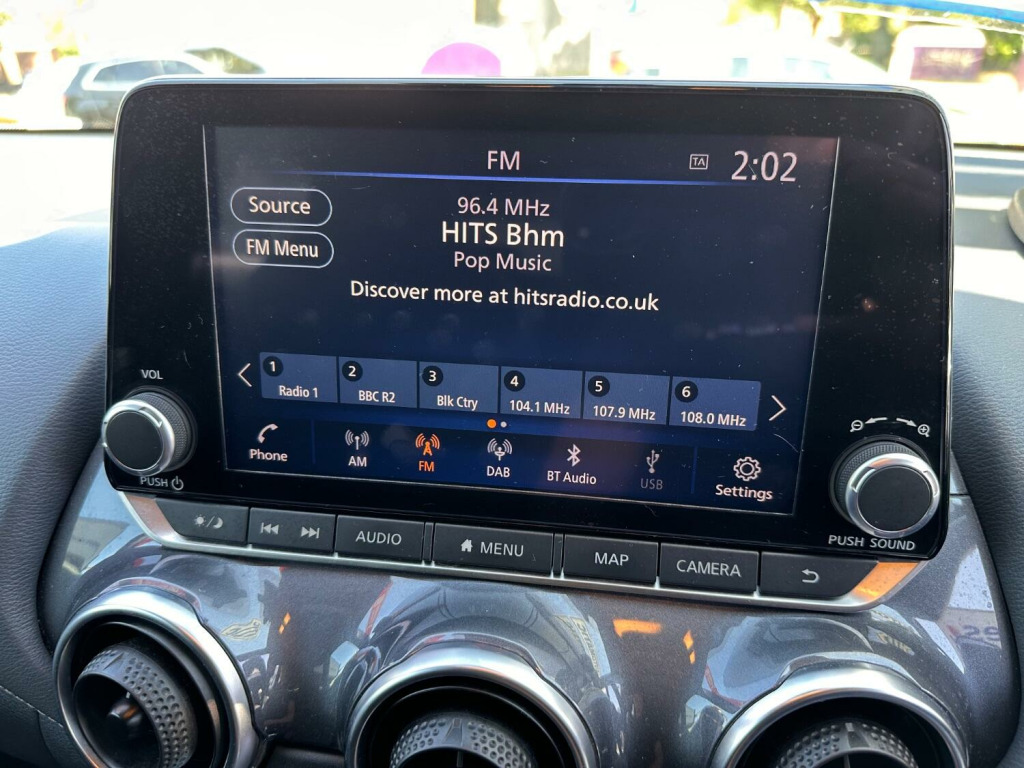 FM TA 2:02
Source
FM Menu
96.4 MHz
HITS Bhm
Pop Music
Discover more at hitsradio.co.uk
1 Radio 1
2 BBC R2
3 Blk Ctry
4 104.1 MHz
5 107.9 MHz
6 108.0 MHz
Phone
AM
FM
DAB
BT Audio
USB
Settings
VOL
PUSH
PUSH SOUND
AUDIO
MENU
MAP
CAMERA